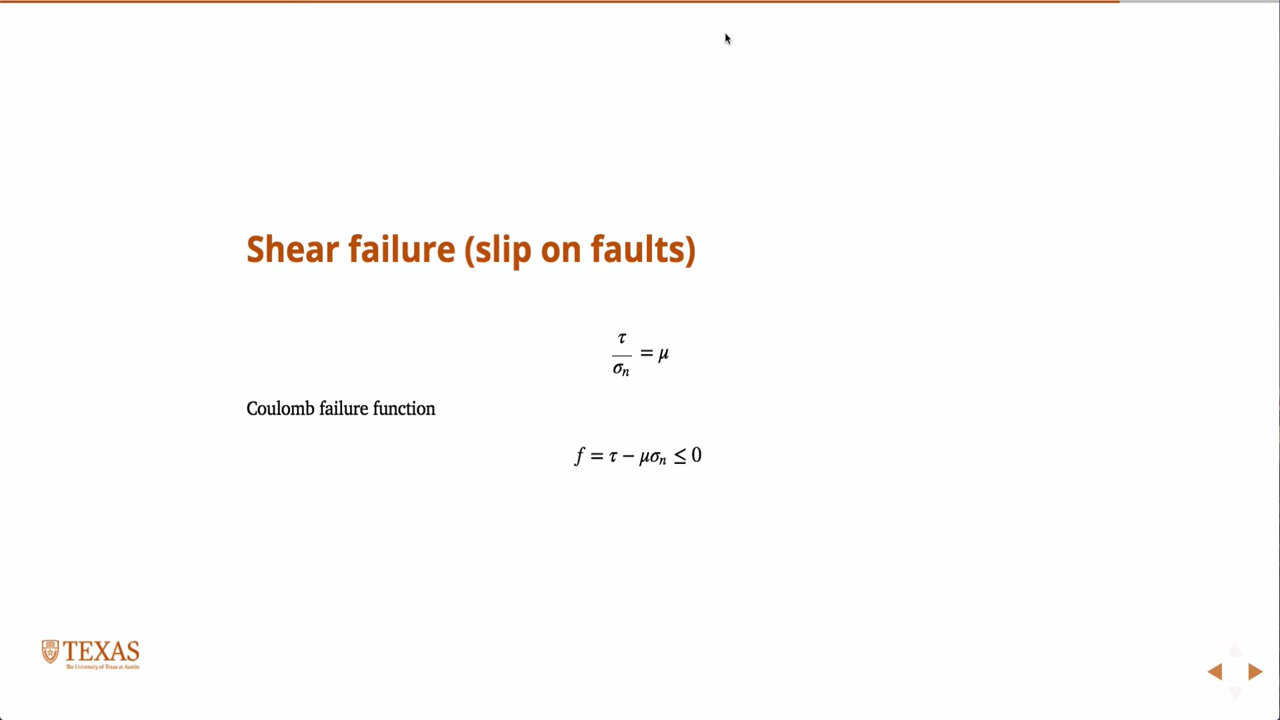 Shear failure (slip on faults)
τ/σₙ = μ
Coulomb failure function
f = τ − μσₙ ≤ 0
TEXAS
The University of Texas at Austin